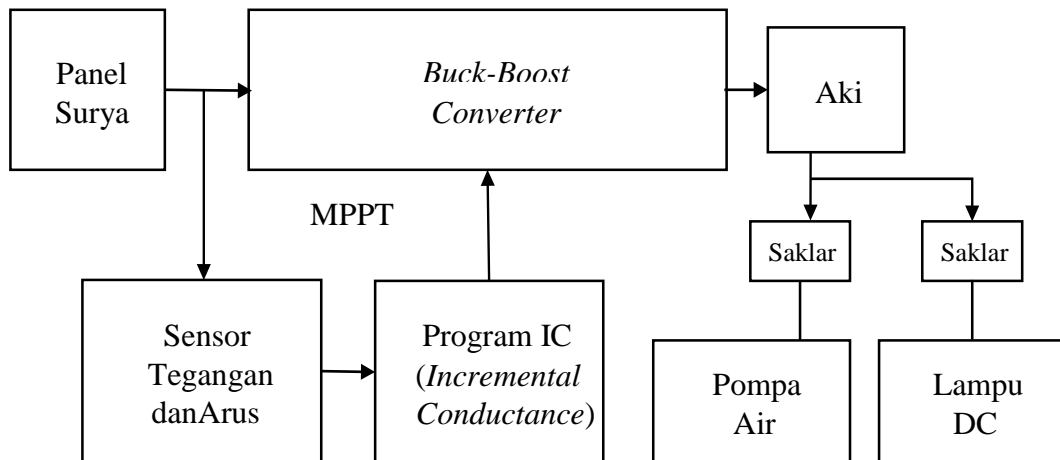 Panel
Surya
Buck-Boost
Converter
Aki
MPPT
Saklar
Saklar
Sensor
Tegangan
danArus
Program IC
(Incremental
Conductance)
Pompa
Air
Lampu
DC